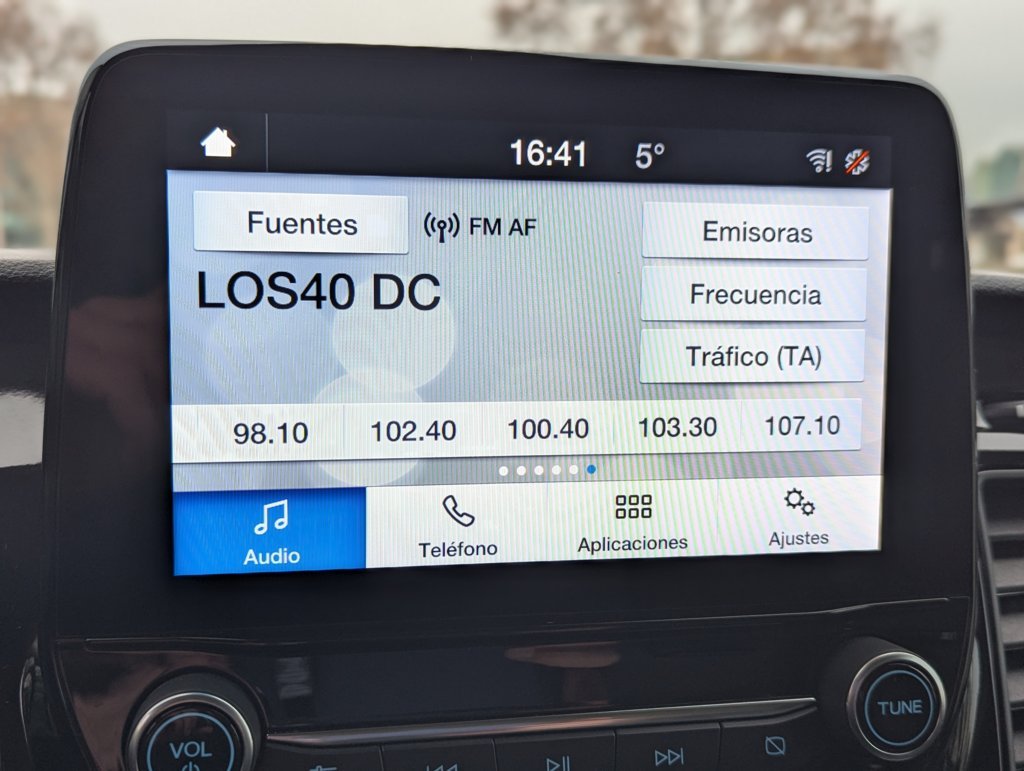 16:41 5°
Fuentes
FM AF
Emisoras
LOS40 DC
Frecuencia
Tráfico (TA)
98.10 102.40 100.40 103.30 107.10
Audio Teléfono Aplicaciones Ajustes
VOL
TUNE